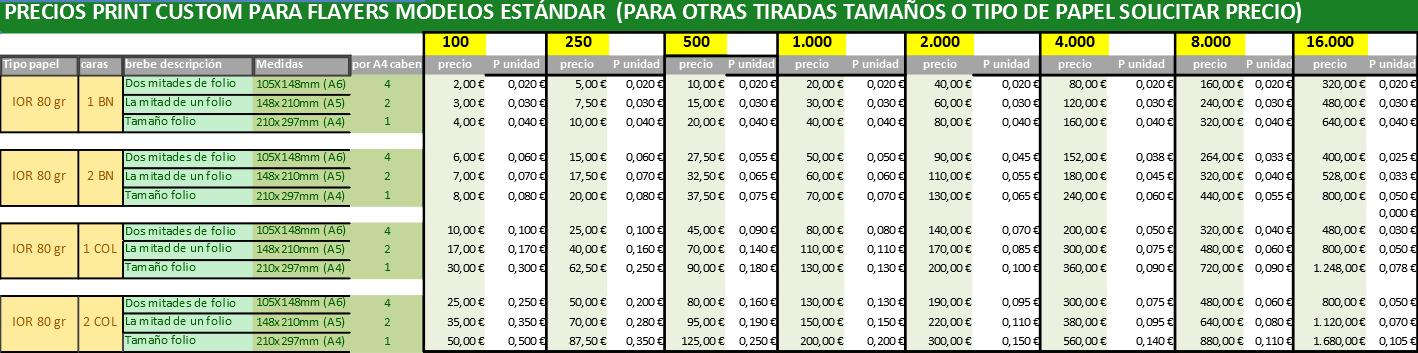 PRECIOS PRINT CUSTOM PARA FLAYERS MODELOS ESTÁNDAR (PARA OTRAS TIRADAS TAMAÑOS O TIPO DE PAPEL SOLICITAR PRECIO)
100 250 500 1.000 2.000 4.000 8.000 16.000
Tipo papel caras brebe descripción Medidas por A4 caben precio P unidad precio P unidad precio P unidad precio P unidad precio P unidad precio P unidad precio P unidad precio P unidad
Dos mitades de folio 105X148mm (A6) 4 2,00 € 0,020 € 5,00 € 0,020 € 10,00 € 0,020 € 20,00 € 0,020 € 40,00 € 0,020 € 80,00 € 0,020 € 160,00 € 0,020 € 320,00 € 0,020 €
IOR 80 gr 1 BN La mitad de un folio 148x210mm (A5) 2 3,00 € 0,030 € 7,50 € 0,030 € 15,00 € 0,030 € 30,00 € 0,030 € 60,00 € 0,030 € 120,00 € 0,030 € 240,00 € 0,030 € 480,00 € 0,030 €
Tamaño folio 210x297mm (A4) 1 4,00 € 0,040 € 10,00 € 0,040 € 20,00 € 0,040 € 40,00 € 0,040 € 80,00 € 0,040 € 160,00 € 0,040 € 320,00 € 0,040 € 640,00 € 0,040 €
Dos mitades de folio 105X148mm (A6) 4 6,00 € 0,060 € 15,00 € 0,060 € 27,50 € 0,055 € 50,00 € 0,050 € 90,00 € 0,045 € 152,00 € 0,038 € 264,00 € 0,033 € 400,00 € 0,025 €
IOR 80 gr 2 BN La mitad de un folio 148x210mm (A5) 2 7,00 € 0,070 € 17,50 € 0,070 € 32,50 € 0,065 € 60,00 € 0,060 € 110,00 € 0,055 € 180,00 € 0,045 € 320,00 € 0,040 € 528,00 € 0,033 €
Tamaño folio 210x297mm (A4) 1 8,00 € 0,080 € 20,00 € 0,080 € 37,50 € 0,075 € 70,00 € 0,070 € 130,00 € 0,065 € 240,00 € 0,060 € 440,00 € 0,055 € 800,00 € 0,050 €
0,000 €
Dos mitades de folio 105X148mm (A6) 4 10,00 € 0,100 € 25,00 € 0,100 € 45,00 € 0,090 € 80,00 € 0,080 € 140,00 € 0,070 € 200,00 € 0,050 € 320,00 € 0,040 € 480,00 € 0,030 €
IOR 80 gr 1 COL La mitad de un folio 148x210mm (A5) 2 17,00 € 0,170 € 40,00 € 0,160 € 70,00 € 0,140 € 110,00 € 0,110 € 170,00 € 0,085 € 300,00 € 0,075 € 480,00 € 0,060 € 800,00 € 0,050 €
Tamaño folio 210x297mm (A4) 1 30,00 € 0,300 € 62,50 € 0,250 € 90,00 € 0,180 € 130,00 € 0,130 € 200,00 € 0,100 € 360,00 € 0,090 € 720,00 € 0,090 € 1.248,00 € 0,078 €
Dos mitades de folio 105X148mm (A6) 4 25,00 € 0,250 € 50,00 € 0,200 € 80,00 € 0,160 € 130,00 € 0,130 € 190,00 € 0,095 € 300,00 € 0,075 € 480,00 € 0,060 € 800,00 € 0,050 €
IOR 80 gr 2 COL La mitad de un folio 148x210mm (A5) 2 35,00 € 0,350 € 70,00 € 0,280 € 95,00 € 0,190 € 150,00 € 0,150 € 220,00 € 0,110 € 380,00 € 0,095 € 640,00 € 0,080 € 1.120,00 € 0,070 €
Tamaño folio 210x297mm (A4) 1 50,00 € 0,500 € 87,50 € 0,350 € 125,00 € 0,250 € 200,00 € 0,200 € 300,00 € 0,150 € 560,00 € 0,140 € 880,00 € 0,110 € 1.680,00 € 0,105 €